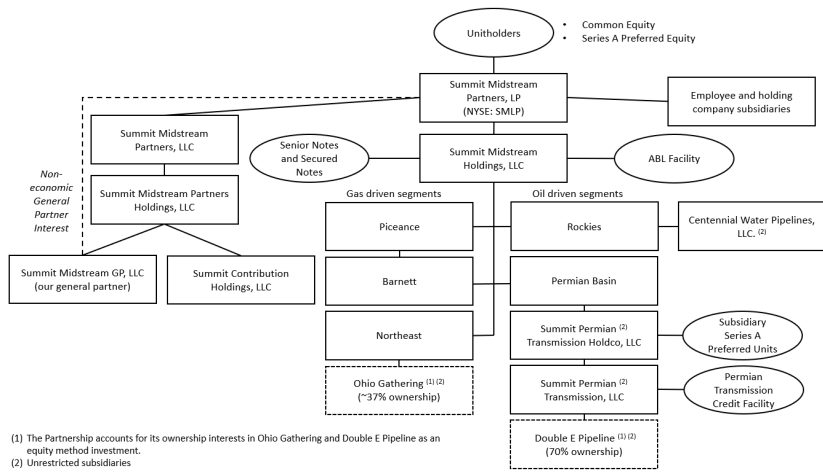 Unitholders
• Common Equity
• Series A Preferred Equity
Summit Midstream
Partners, LP
(NYSE: SMLP)
Employee and holding
company subsidiaries
Summit Midstream
Partners, LLC
Senior Notes
and Secured
Notes
Summit Midstream
Holdings, LLC
ABL Facility
Non-
economic
General
Partner
Interest
Summit Midstream Partners
Holdings, LLC
Gas driven segments
Oil driven segments
Piceance
Rockies
Centennial Water Pipelines,
LLC. (2)
Summit Midstream GP, LLC
(our general partner)
Summit Contribution
Holdings, LLC
Barnett
Permian Basin
Northeast
Summit Permian (2)
Transmission Holdco, LLC
Subsidiary
Series A
Preferred Units
Ohio Gathering (1) (2)
(~37% ownership)
Summit Permian (2)
Transmission, LLC
Permian
Transmission
Credit Facility
Double E Pipeline (1) (2)
(70% ownership)
(1) The Partnership accounts for its ownership interests in Ohio Gathering and Double E Pipeline as an
equity method investment.
(2) Unrestricted subsidiaries